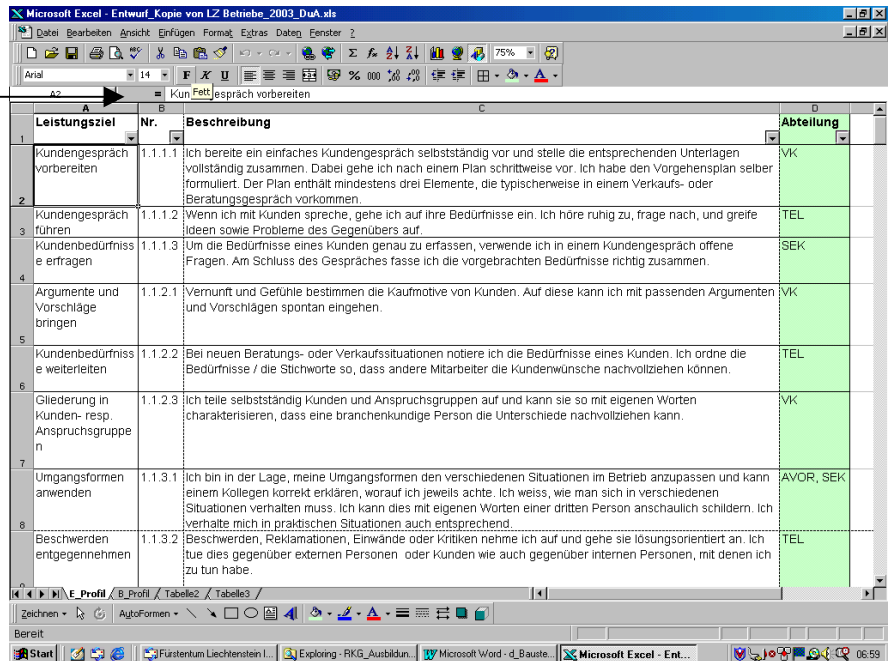 Microsoft Excel - Entwurf_Kopie von LZ Betriebe_2003_DuA.xls
Datei Bearbeiten Ansicht Einfügen Format Extras Daten Fenster ?
75%
Arial 14 F K U % 000
A2 = Kun Fett espräch vorbereiten
A B C D
1 Leistungsziel Nr. Beschreibung Abteilung
Kundengespräch 1.1.1.1 Ich bereite ein einfaches Kundengespräch selbstständig vor und stelle die entsprechenden Unterlagen VK
vorbereiten vollständig zusammen. Dabei gehe ich nach einem Plan schrittweise vor. Ich habe den Vorgehensplan selber
formuliert. Der Plan enthält mindestens drei Elemente, die typischerweise in einem Verkaufs- oder
2 Beratungsgespräch vorkommen.
Kundengespräch 1.1.1.2 Wenn ich mit Kunden spreche, gehe ich auf ihre Bedürfnisse ein. Ich höre ruhig zu, frage nach, und greife TEL
3 führen Ideen sowie Probleme des Gegenübers auf.
Kundenbedürfniss 1.1.1.3 Um die Bedürfnisse eines Kunden genau zu erfassen, verwende ich in einem Kundengespräch offene SEK
e erfragen Fragen. Am Schluss des Gespräches fasse ich die vorgebrachten Bedürfnisse richtig zusammen.
4
Argumente und 1.1.2.1 Vernunft und Gefühle bestimmen die Kaufmotive von Kunden. Auf diese kann ich mit passenden Argumenten VK
Vorschläge und Vorschlägen spontan eingehen.
bringen
5
Kundenbedürfniss 1.1.2.2 Bei neuen Beratungs- oder Verkaufssituationen notiere ich die Bedürfnisse eines Kunden. Ich ordne die TEL
e weiterleiten Bedürfnisse / die Stichworte so, dass andere Mitarbeiter die Kundenwünsche nachvollziehen können.
6
Gliederung in 1.1.2.3 Ich teile selbstständig Kunden und Anspruchsgruppen auf und kann sie so mit eigenen Worten VK
Kunden- resp. charakterisieren, dass eine branchenkundige Person die Unterschiede nachvollziehen kann.
Anspruchsgruppe
n
7
Umgangsformen 1.1.3.1 Ich bin in der Lage, meine Umgangsformen den verschiedenen Situationen im Betrieb anzupassen und kann AVOR, SEK
anwenden einem Kollegen korrekt erklären, worauf ich jeweils achte. Ich weiss, wie man sich in verschiedenen
Situationen verhalten muss. Ich kann dies mit eigenen Worten einer dritten Person anschaulich schildern. Ich
8 verhalte mich in praktischen Situationen auch entsprechend.
Beschwerden 1.1.3.2 Beschwerden, Reklamationen, Einwände oder Kritiken nehme ich auf und gehe sie lösungsorientiert an. Ich TEL
entgegennehmen tue dies gegenüber externen Personen oder Kunden wie auch gegenüber internen Personen, mit denen ich
zu tun habe.
E_Profil / B_Profil / Tabelle2 / Tabelle3 /
Zeichnen AutoFormen
Bereit
Start Fürstentum Liechtenstein I... Exploring - RKG_Ausbildun... Microsoft Word - d_Bauste... Microsoft Excel - Ent... 06:59